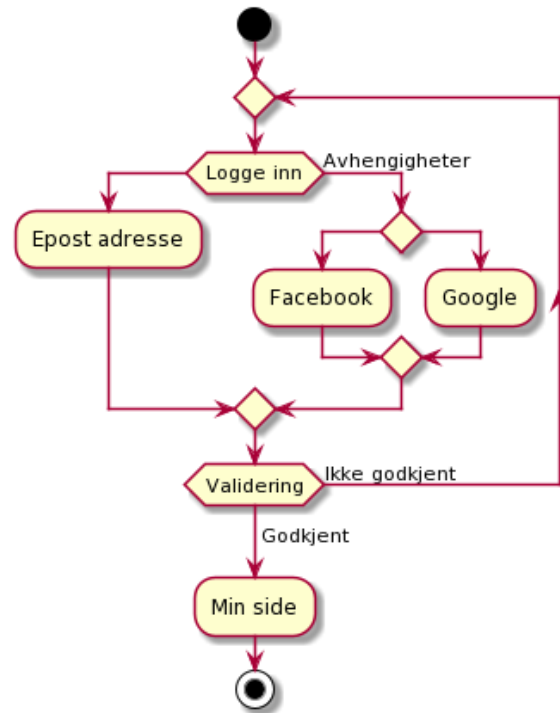 Avhengigheter
Logge inn
Epost adresse
Facebook
Google
Ikke godkjent
Validering
Godkjent
Min side